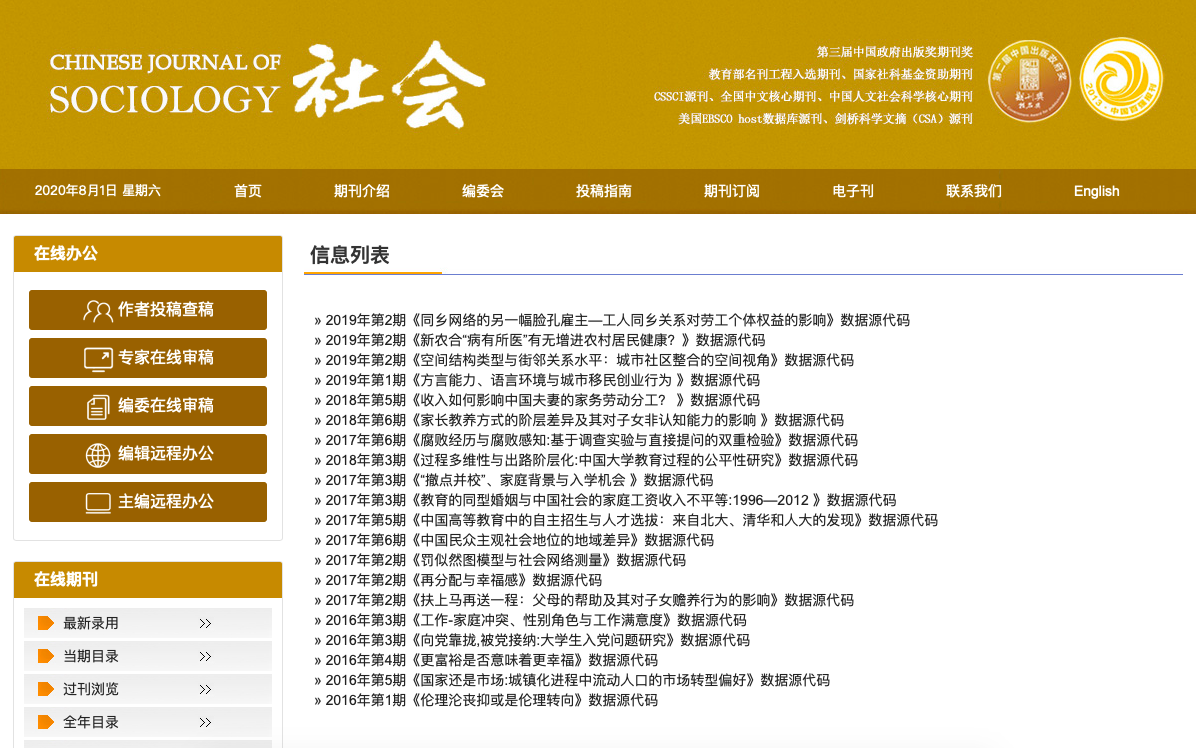 CHINESE JOURNAL OF
SOCIOLOGY
社会
第三届中国政府出版奖期刊奖
教育部名刊工程入选期刊、国家社科基金资助期刊
CSSCI源刊、全国中文核心期刊、中国人文社会科学核心期刊
美国EBSCO host数据库源刊、剑桥科学文摘（CSA）源刊
2020年8月1日 星期六
首页
期刊介绍
编委会
投稿指南
期刊订阅
电子刊
联系我们
English
在线办公
作者投稿查稿
专家在线审稿
编委在线审稿
编辑远程办公
主编远程办公
在线期刊
最新录用 >>
当期目录 >>
过刊浏览 >>
全年目录 >>
信息列表
» 2019年第2期《同乡网络的另一幅脸孔雇主—工人同乡关系对劳工个体权益的影响》数据源代码
» 2019年第2期《新农合“病有所医”有无增进农村居民健康？》数据源代码
» 2019年第2期《空间结构类型与街邻关系水平：城市社区整合的空间视角》数据源代码
» 2019年第1期《方言能力、语言环境与城市移民创业行为 》数据源代码
» 2018年第5期《收入如何影响中国夫妻的家务劳动分工？ 》数据源代码
» 2018年第6期《家长教养方式的阶层差异及其对子女非认知能力的影响 》数据源代码
» 2017年第6期《腐败经历与腐败感知:基于调查实验与直接提问的双重检验》数据源代码
» 2018年第3期《过程多维性与出路阶层化:中国大学教育过程的公平性研究》数据源代码
» 2017年第3期《“撤点并校”、家庭背景与入学机会 》数据源代码
» 2017年第3期《教育的同型婚姻与中国社会的家庭工资收入不平等:1996—2012 》数据源代码
» 2017年第5期《中国高等教育中的自主招生与人才选拔：来自北大、清华和人大的发现》数据源代码
» 2017年第6期《中国民众主观社会地位的地域差异》数据源代码
» 2017年第2期《罚似然图模型与社会网络测量》数据源代码
» 2017年第2期《再分配与幸福感》数据源代码
» 2017年第2期《扶上马再送一程：父母的帮助及其对子女赡养行为的影响》数据源代码
» 2016年第3期《工作-家庭冲突、性别角色与工作满意度》数据源代码
» 2016年第3期《向党靠拢,被党接纳:大学生入党问题研究》数据源代码
» 2016年第4期《更富裕是否意味着更幸福》数据源代码
» 2016年第5期《国家还是市场:城镇化进程中流动人口的市场转型偏好》数据源代码
» 2016年第1期《伦理沦丧抑或是伦理转向》数据源代码